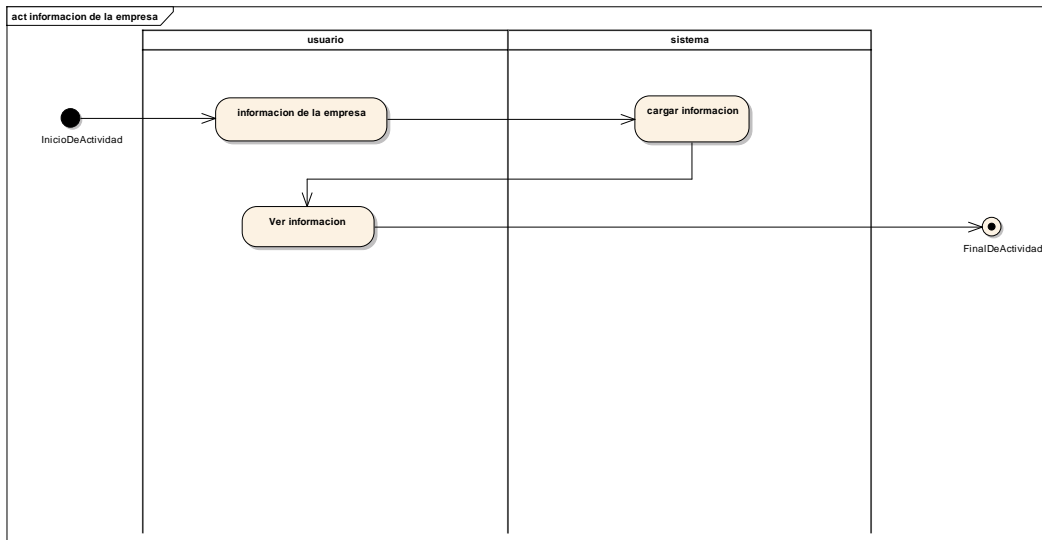 act informacion de la empresa
usuario
sistema
informacion de la empresa
cargar informacion
InicioDeActividad
Ver informacion
FinalDeActividad